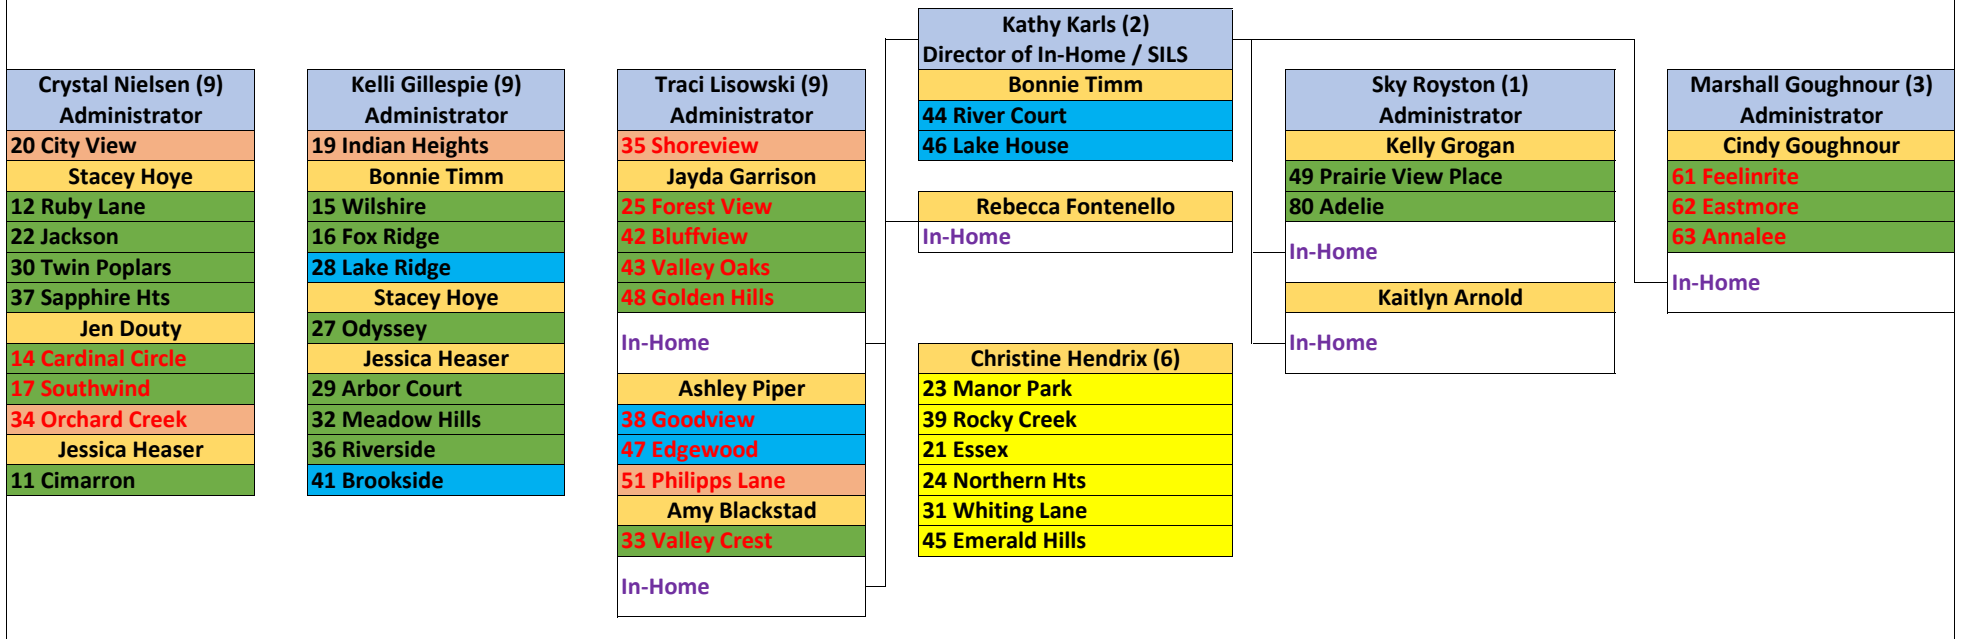 Crystal Nielsen (9)
Administrator
20 City View
Stacey Hoye
12 Ruby Lane
22 Jackson
30 Twin Poplars
37 Sapphire Hts
Jen Douty
14 Cardinal Circle
17 Southwind
34 Orchard Creek
Jessica Heaser
11 Cimarron
Kelli Gillespie (9)
Administrator
19 Indian Heights
Bonnie Timm
15 Wilshire
16 Fox Ridge
28 Lake Ridge
Stacey Hoye
27 Odyssey
Jessica Heaser
29 Arbor Court
32 Meadow Hills
36 Riverside
41 Brookside
Traci Lisowski (9)
Administrator
35 Shoreview
Jayda Garrison
25 Forest View
42 Bluffview
43 Valley Oaks
48 Golden Hills
In-Home
Ashley Piper
38 Goodview
47 Edgewood
51 Philipps Lane
Amy Blackstad
33 Valley Crest
In-Home
Kathy Karls (2)
Director of In-Home / SILS
Bonnie Timm
44 River Court
46 Lake House
Rebecca Fontenello
In-Home
Christine Hendrix (6)
23 Manor Park
39 Rocky Creek
21 Essex
24 Northern Hts
31 Whiting Lane
45 Emerald Hills
Sky Royston (1)
Administrator
Kelly Grogan
49 Prairie View Place
80 Adelie
In-Home
Kaitlyn Arnold
In-Home
Marshall Goughnour (3)
Administrator
Cindy Goughnour
61 Feelinrite
62 Eastmore
63 Annalee
In-Home